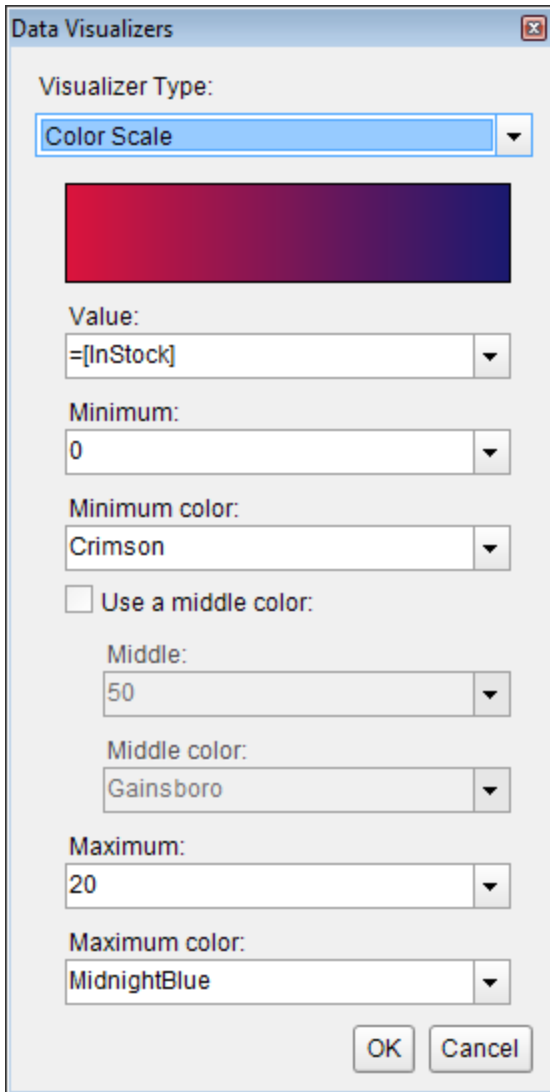 Data Visualizers
Visualizer Type:
Color Scale
Value:
=[InStock]
Minimum:
0
Minimum color:
Crimson
Use a middle color:
Middle:
50
Middle color:
Gainsboro
Maximum:
20
Maximum color:
MidnightBlue
OK Cancel